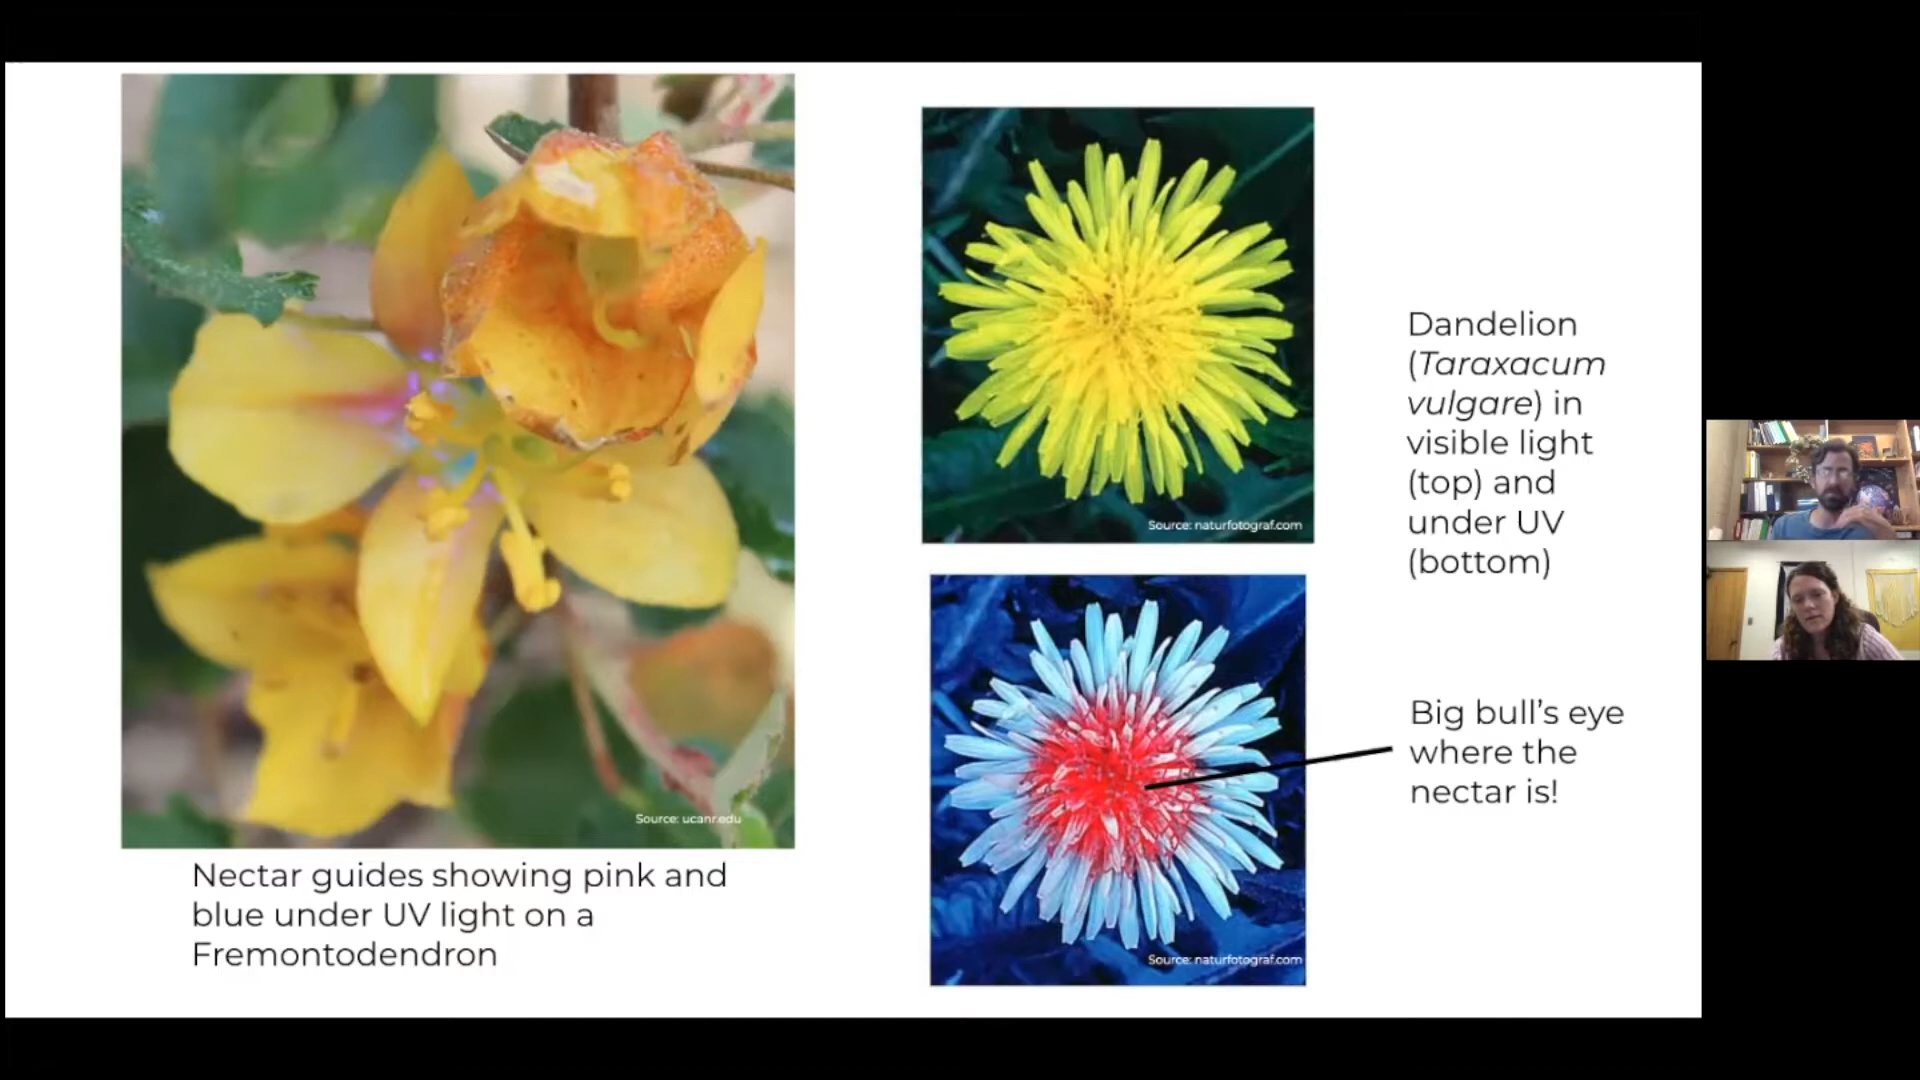 Source: ucanr.edu
Nectar guides showing pink and
blue under UV light on a
Fremontodendron
Source: naturfotograf.com
Dandelion
(Taraxacum
vulgare) in
visible light
(top) and
under UV
(bottom)
Big bull's eye
where the
nectar is!
Source: naturfotograf.com